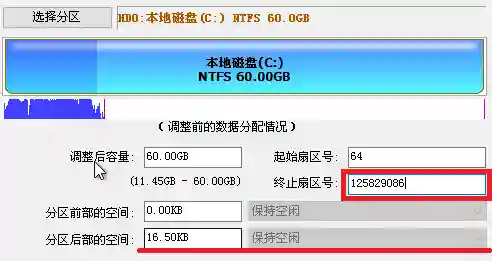 选择分区 HD0:本地磁盘(C:) NTFS 60.0GB
本地磁盘(C:)
NTFS 60.00GB
(调整前的数据分配情况)
调整后容量: 60.00GB 起始扇区号: 64
(11.45GB - 60.00GB) 终止扇区号: 125829086
分区前部的空间: 0.00KB 保持空闲
分区后部的空间: 16.50KB 保持空闲